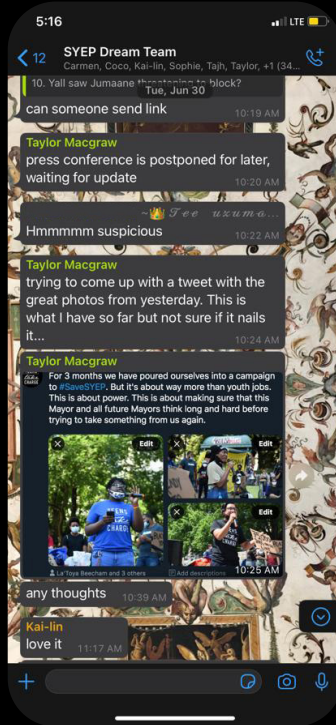 5:16
LTE
12
SYEP Dream Team
Carmen, Coco, Kai-lin, Sophie, Tajh, Taylor, +1 (34...
10. Yall saw Jumaane threatening to block?
Tue, Jun 30
can someone send link
10:19 AM
Taylor Macgraw
press conference is postponed for later,
waiting for update
10:20 AM
~👑 𝒯𝑒𝑒 𝓊𝓏𝓊𝓂𝒶...
Hmmmmm suspicious
10:22 AM
Taylor Macgraw
trying to come up with a tweet with the
great photos from yesterday. This is
what I have so far but not sure if it nails
it...
10:24 AM
Taylor Macgraw
For 3 months we have poured ourselves into a campaign
to #SaveSYEP. But it's about way more than youth jobs.
This is about power. This is about making sure that this
Mayor and all future Mayors think long and hard before
trying to take something from us again.
Edit
Edit
Edit
TEENS
CHARGE
La'Toye Beecham and 3 others
Add descriptions
10:25 AM
any thoughts
10:39 AM
Kai-lin
love it
11:17 AM